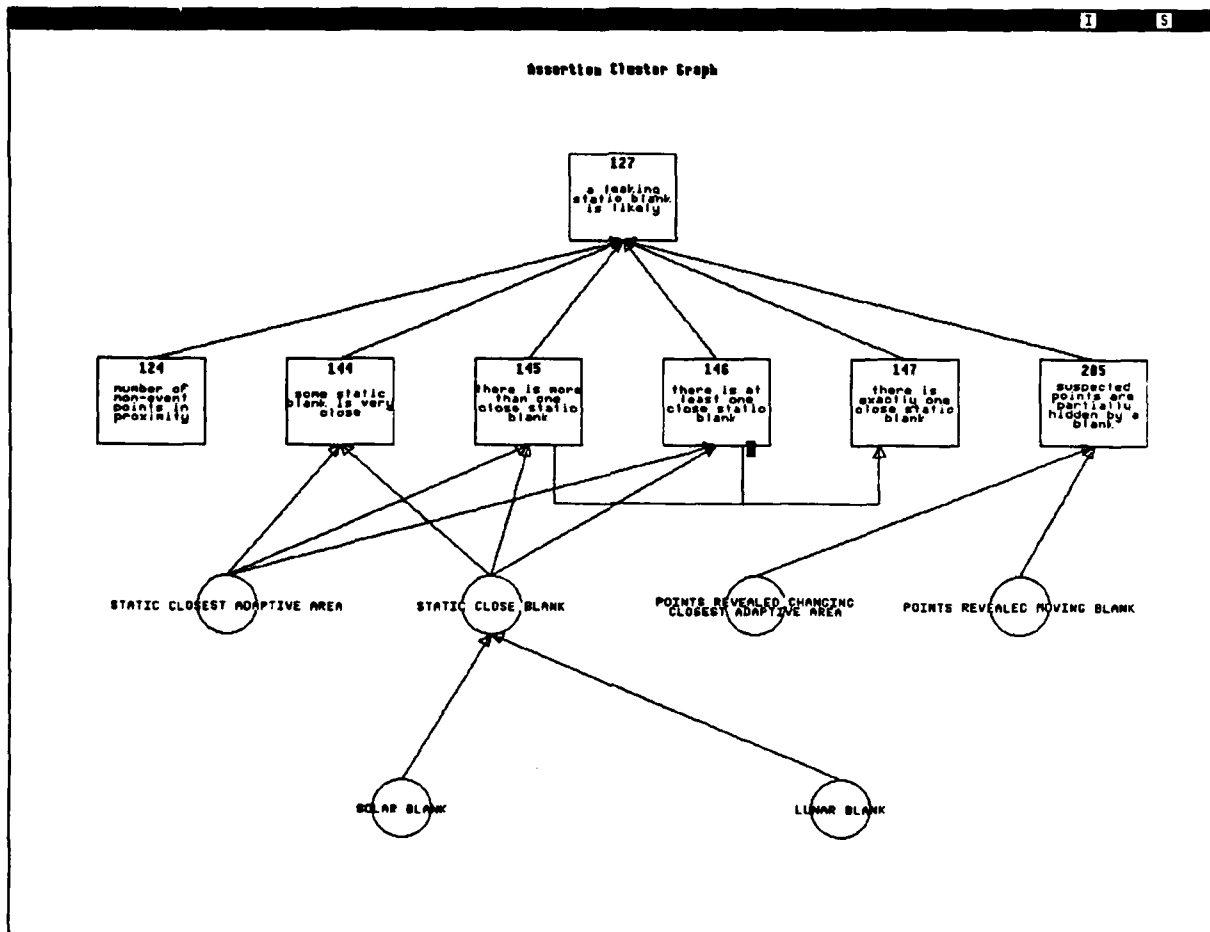 I S
Assertion Cluster Graph
127
a leaking
static blank
is likely
124
number of
non-event
points in
proximity
144
some static
blank is very
close
145
there is more
than one
close static
blank
146
there is at
least one
close static
blank
147
there is
exactly one
close static
blank
205
suspected
points are
partially
hidden by a
blank
STATIC CLOSEST ADAPTIVE AREA
STATIC CLOSE BLANK
POINTS REVEALED CHANGING
CLOSEST ADAPTIVE AREA
POINTS REVEALED MOVING BLANK
SOLAR BLANK
LUNAR BLANK